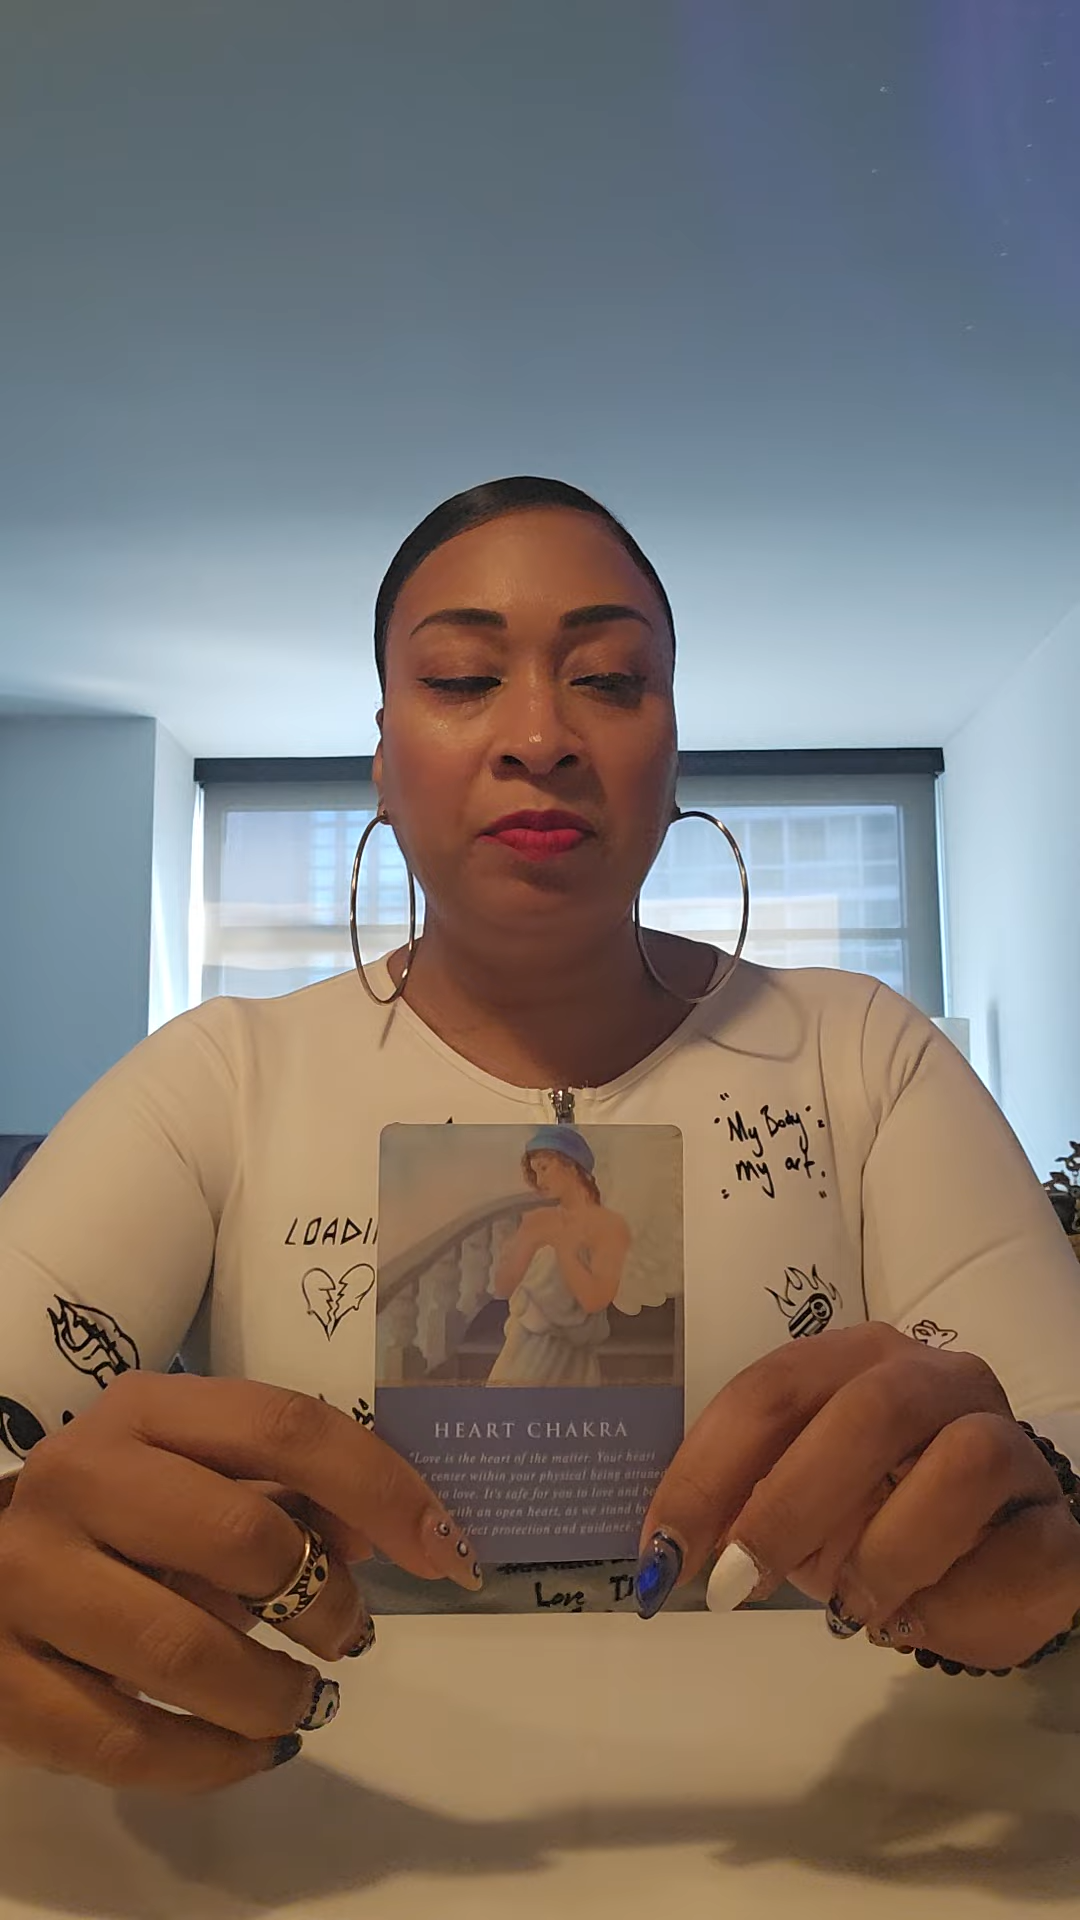 "My Body"
my art.
LOADI
HEART CHAKRA
"Love is the heart of the matter. Your heart
center within your physical being attuned
to love. It's safe for you to love and be
with an open heart, as we stand by
protection and guidance."
Love